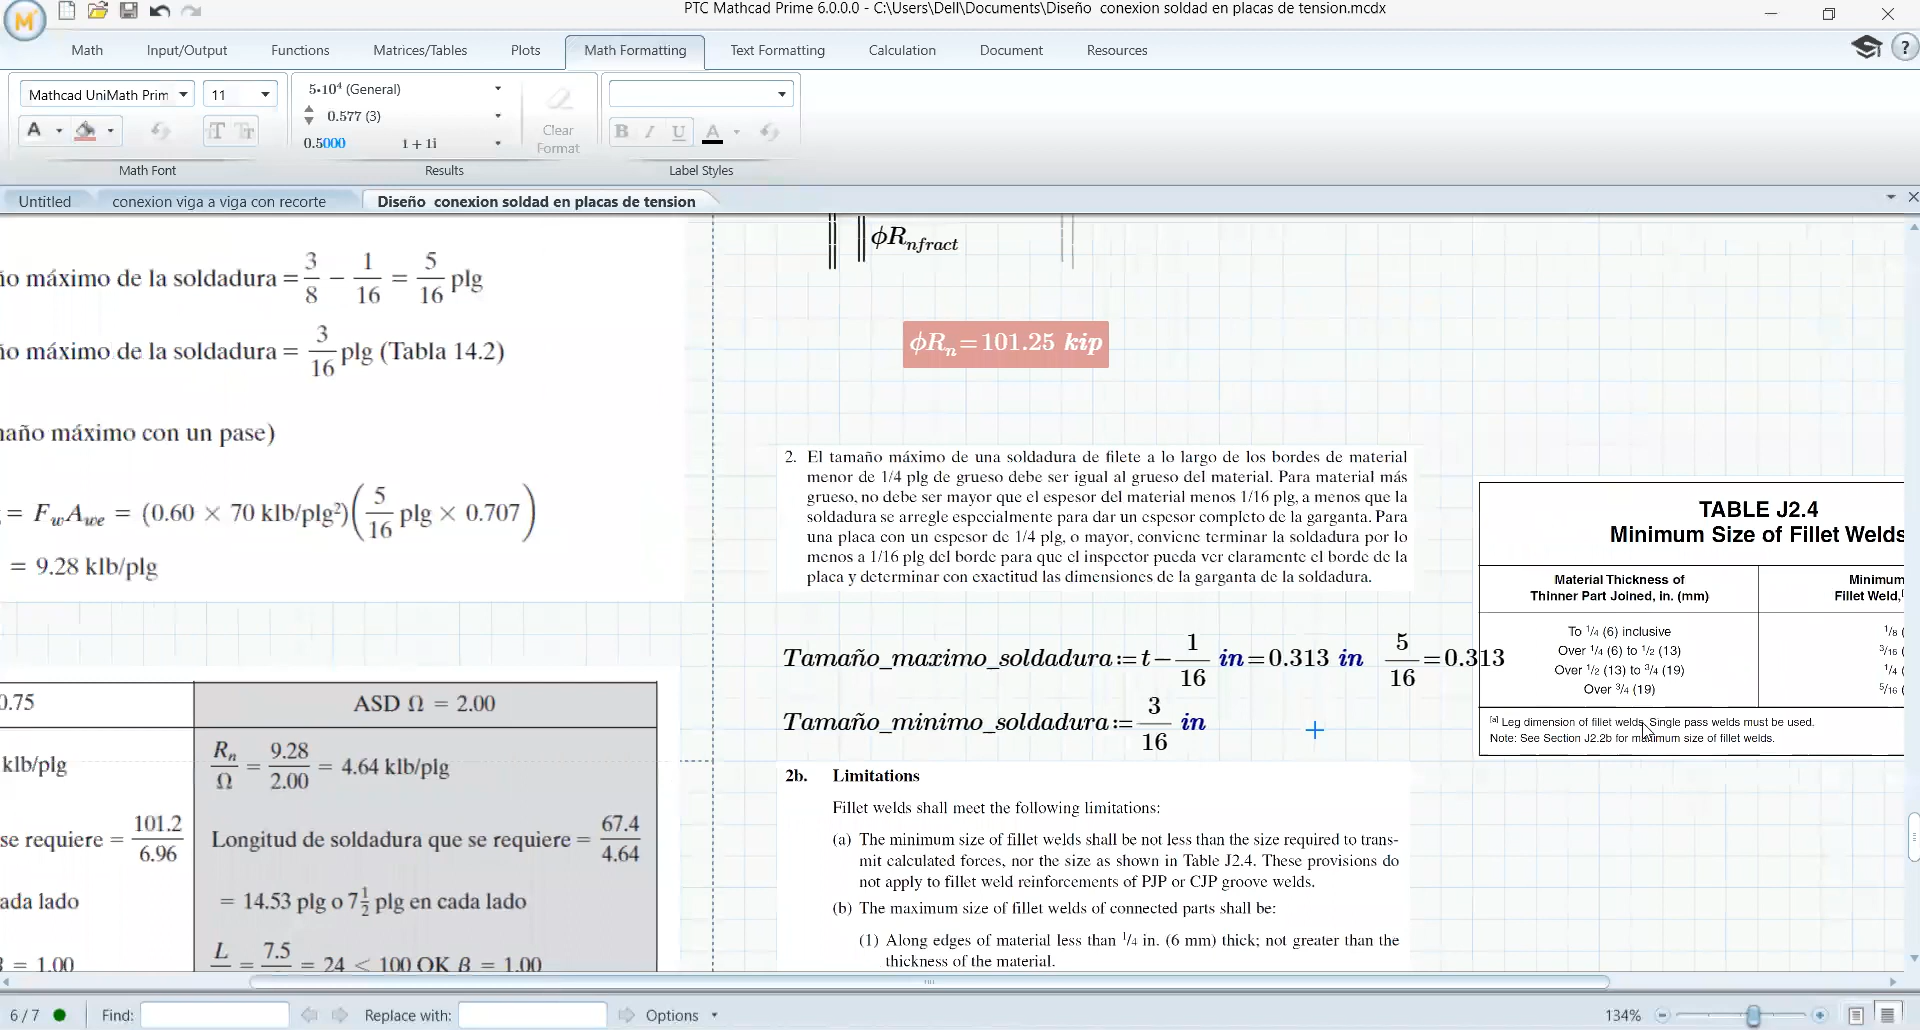 PTC Mathcad Prime 6.0.0.0 - C:\Users\Dell\Documents\Diseño conexion soldad en placas de tension.mcdx
Math Input/Output Functions Matrices/Tables Plots Math Formatting Text Formatting Calculation Document Resources
Mathcad UniMath Prim 11
5•10⁴ (General)
0.577 (3)
0.5000 1 + 1i
Clear
Format
B I U A
Math Font Results Label Styles
Untitled conexion viga a viga con recorte Diseño conexion soldad en placas de tension
ño máximo de la soldadura = 3/8 − 1/16 = 5/16 plg
ño máximo de la soldadura = 3/16 plg (Tabla 14.2)
maño máximo con un pase)
= FwAwe = (0.60 × 70 klb/plg²)(5/16 plg × 0.707)
= 9.28 klb/plg
0.75 ASD Ω = 2.00
klb/plg
Rn/Ω = 9.28/2.00 = 4.64 klb/plg
se requiere = 101.2/6.96
Longitud de soldadura que se requiere = 67.4/4.64
ada lado
= 14.53 plg o 7½ plg en cada lado
= 1.00
L = 7.5 = 24 < 100 OK β = 1.00
ϕRnfract
ϕRn = 101.25 kip
2. El tamaño máximo de una soldadura de filete a lo largo de los bordes de material
menor de 1/4 plg de grueso debe ser igual al grueso del material. Para material más
grueso, no debe ser mayor que el espesor del material menos 1/16 plg, a menos que la
soldadura se arregle especialmente para dar un espesor completo de la garganta. Para
una placa con un espesor de 1/4 plg, o mayor, conviene terminar la soldadura por lo
menos a 1/16 plg del borde para que el inspector pueda ver claramente el borde de la
placa y determinar con exactitud las dimensiones de la garganta de la soldadura.
Tamaño_maximo_soldadura := t − 1/16 in = 0.313 in 5/16 = 0.313
Tamaño_minimo_soldadura := 3/16 in
2b. Limitations
Fillet welds shall meet the following limitations:
(a) The minimum size of fillet welds shall be not less than the size required to trans-
mit calculated forces, nor the size as shown in Table J2.4. These provisions do
not apply to fillet weld reinforcements of PJP or CJP groove welds.
(b) The maximum size of fillet welds of connected parts shall be:
(1) Along edges of material less than 1/4 in. (6 mm) thick; not greater than the
thickness of the material.
TABLE J2.4
Minimum Size of Fillet Welds
Material Thickness of
Thinner Part Joined, in. (mm)
Minimum
Fillet Weld,
To 1/4 (6) inclusive 1/8 (
Over 1/4 (6) to 1/2 (13) 3/16 (
Over 1/2 (13) to 3/4 (19) 1/4 (
Over 3/4 (19) 5/16 (
[a] Leg dimension of fillet welds. Single pass welds must be used.
Note: See Section J2.2b for maximum size of fillet welds.
6 / 7 Find: Replace with: Options 134%